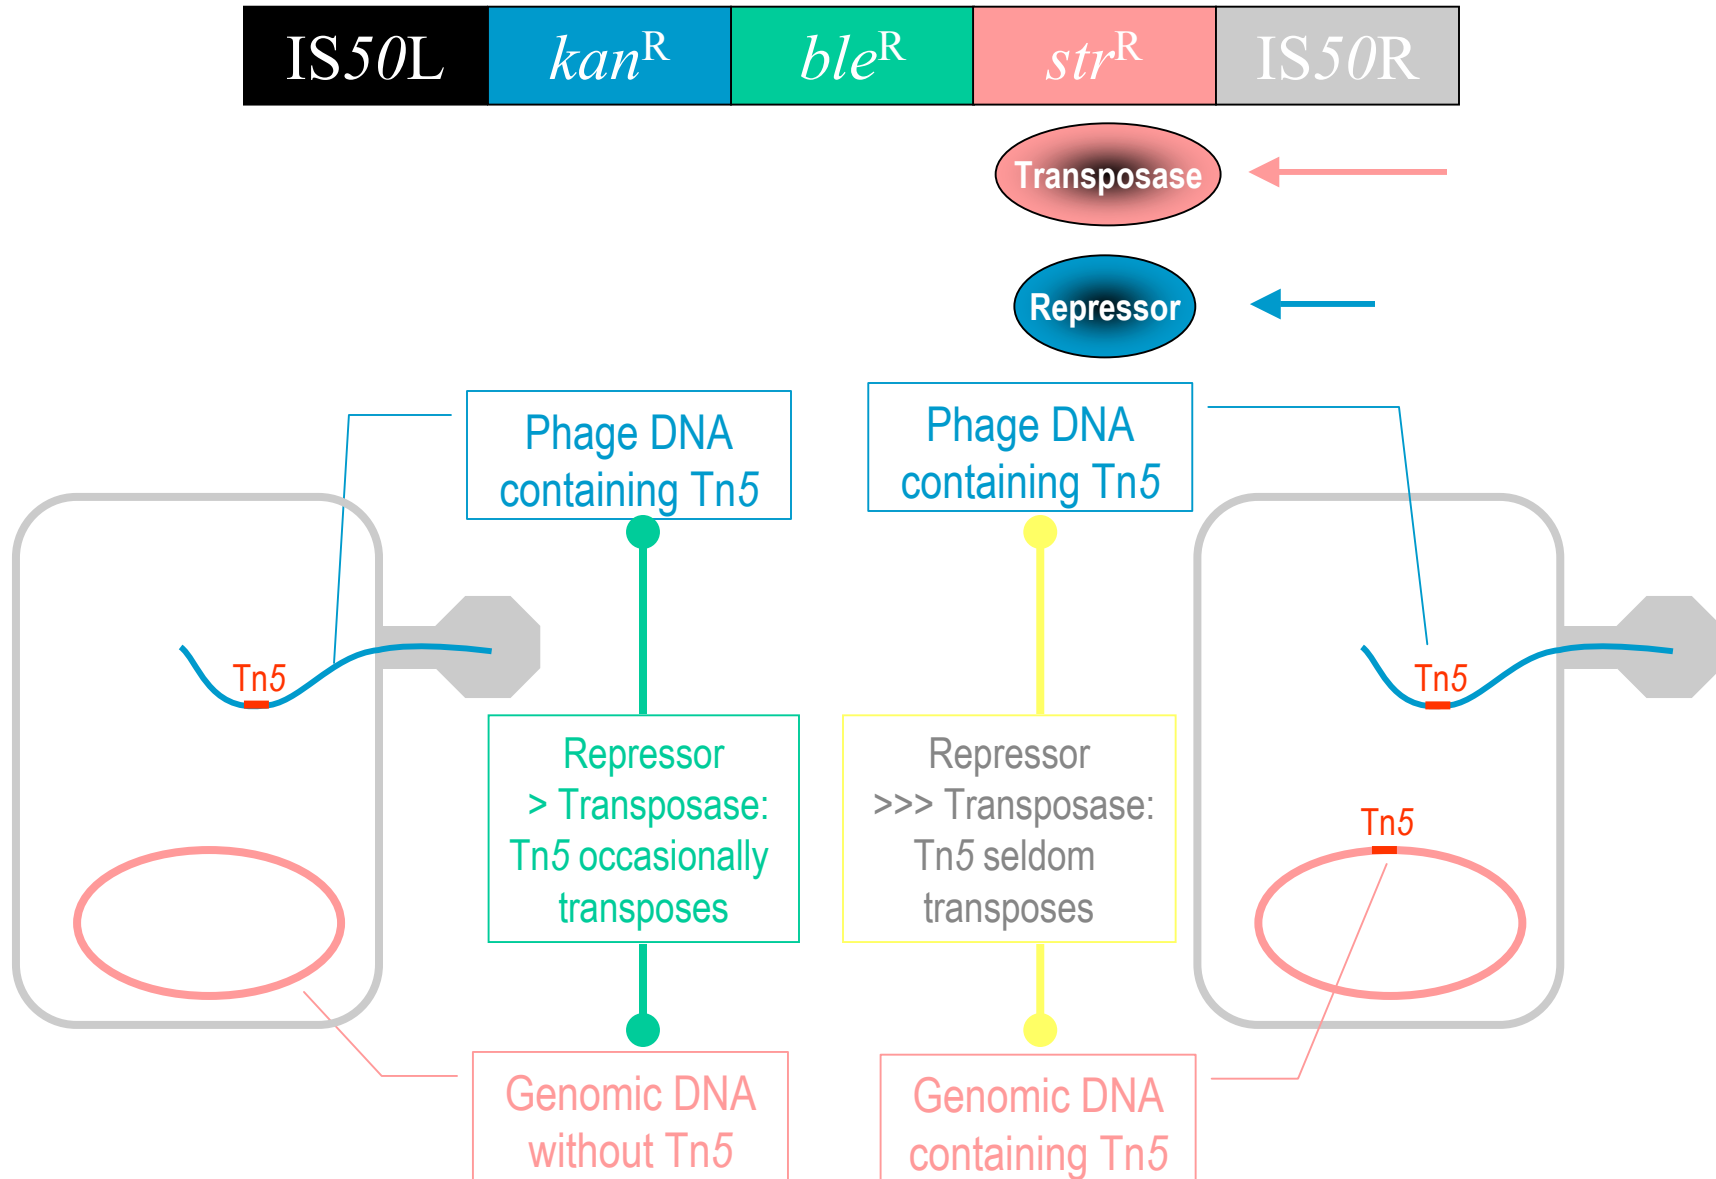 IS50L kanR bleR strR IS50R
Transposase
Repressor
Phage DNA
containing Tn5
Phage DNA
containing Tn5
Tn5
Tn5
Repressor
> Transposase:
Tn5 occasionally
transposes
Repressor
>>> Transposase:
Tn5 seldom
transposes
Tn5
Genomic DNA
without Tn5
Genomic DNA
containing Tn5